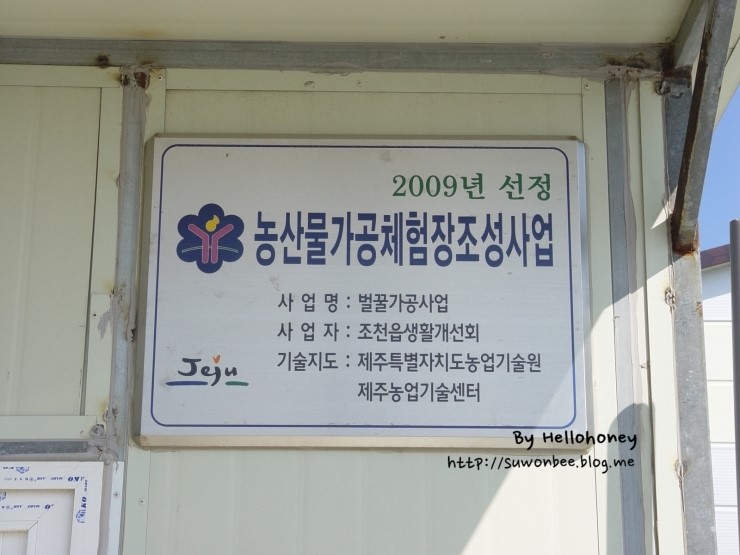 2009년 선정
농산물가공체험장조성사업
사 업 명 : 벌꿀가공사업
사 업 자 : 조천읍생활개선회
기술지도 : 제주특별자치도농업기술원
제주농업기술센터
Jeju
By Hellohoney
http://suwonbee.blog.me